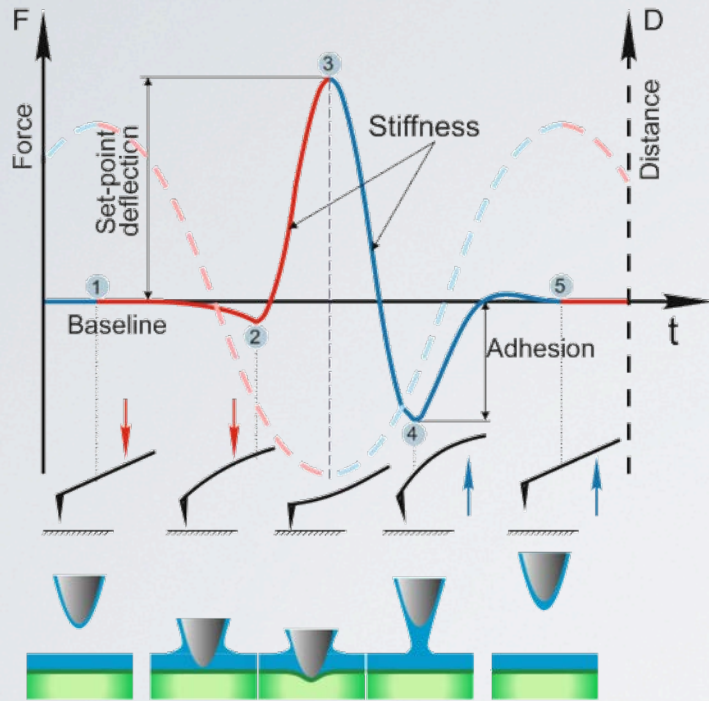 F
D
Force
Set-point
deflection
Stiffness
Distance
1
2
3
4
5
Baseline
Adhesion
t